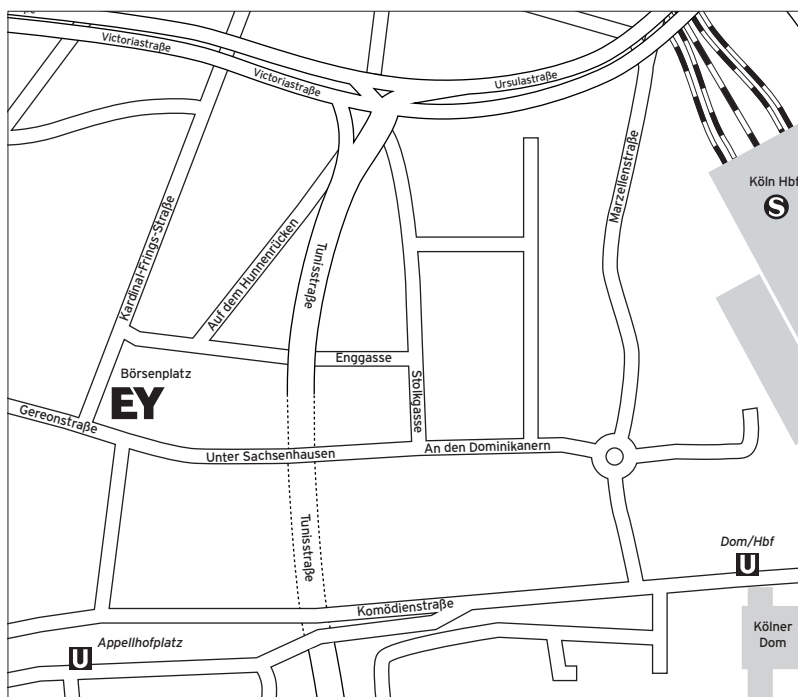 Victoriastraße
Victoriastraße
Ursulastraße
Marzellenstraße
Köln Hbf
S
Kardinal-Frings-Straße
Auf dem Hunnenrücken
Tunisstraße
Enggasse
Börsenplatz
EY
Stolkgasse
Gereonstraße
Unter Sachsenhausen
An den Dominikanern
Tunisstraße
Dom/Hbf
U
Komödienstraße
Appellhofplatz
U
Kölner
Dom